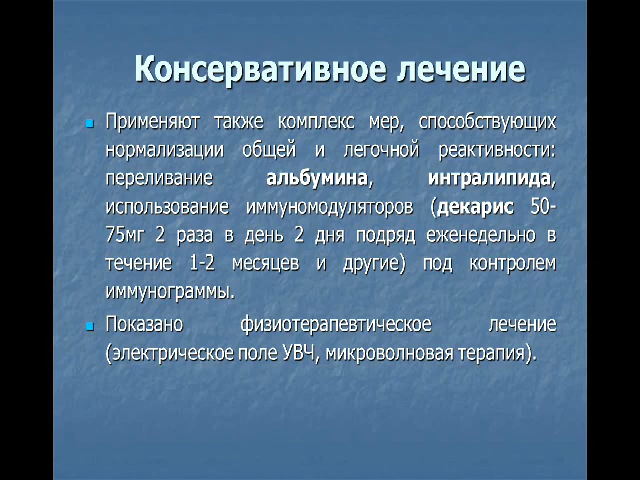 Консервативное лечение
Применяют также комплекс мер, способствующих
нормализации общей и легочной реактивности:
переливание альбумина, интралипида,
использование иммуномодуляторов (декарис 50-
75мг 2 раза в день 2 дня подряд еженедельно в
течение 1-2 месяцев и другие) под контролем
иммунограммы.
Показано физиотерапевтическое лечение
(электрическое поле УВЧ, микроволновая терапия).